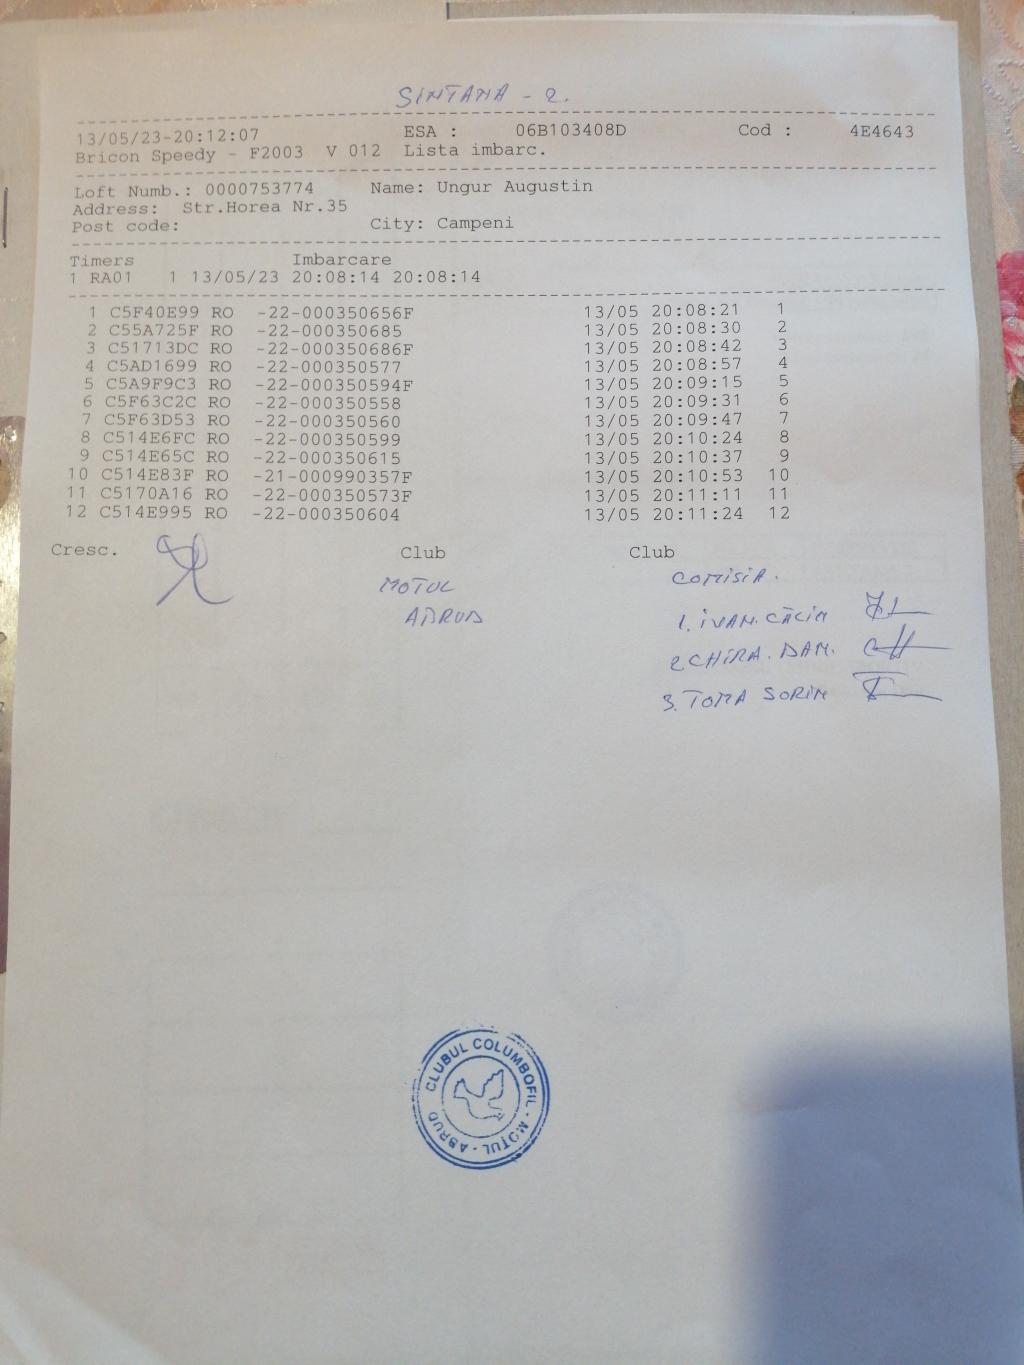 SINTANA - 2.
13/05/23-20:12:07 ESA : 06B103408D Cod : 4E4643
Bricon Speedy - F2003 V 012 Lista imbarc.
Loft Numb.: 0000753774 Name: Ungur Augustin
Address: Str.Horea Nr.35
Post code: City: Campeni
Timers Imbarcare
1 RA01 1 13/05/23 20:08:14 20:08:14
1 C5F40E99 RO -22-000350656F 13/05 20:08:21 1
2 C55A725F RO -22-000350685 13/05 20:08:30 2
3 C51713DC RO -22-000350686F 13/05 20:08:42 3
4 C5AD1699 RO -22-000350577 13/05 20:08:57 4
5 C5A9F9C3 RO -22-000350594F 13/05 20:09:15 5
6 C5F63C2C RO -22-000350558 13/05 20:09:31 6
7 C5F63D53 RO -22-000350560 13/05 20:09:47 7
8 C514E6FC RO -22-000350599 13/05 20:10:24 8
9 C514E65C RO -22-000350615 13/05 20:10:37 9
10 C514E83F RO -21-000990357F 13/05 20:10:53 10
11 C5170A16 RO -22-000350573F 13/05 20:11:11 11
12 C514E995 RO -22-000350604 13/05 20:11:24 12
Cresc. Club Club
MOTUL COMISIA.
ABRUD
1. IVAN. CĂCIN
2 CHIRA. DAN.
3. TOMA SORIN
CLUBUL COLUMBOFIL - MOȚUL - ABRUD